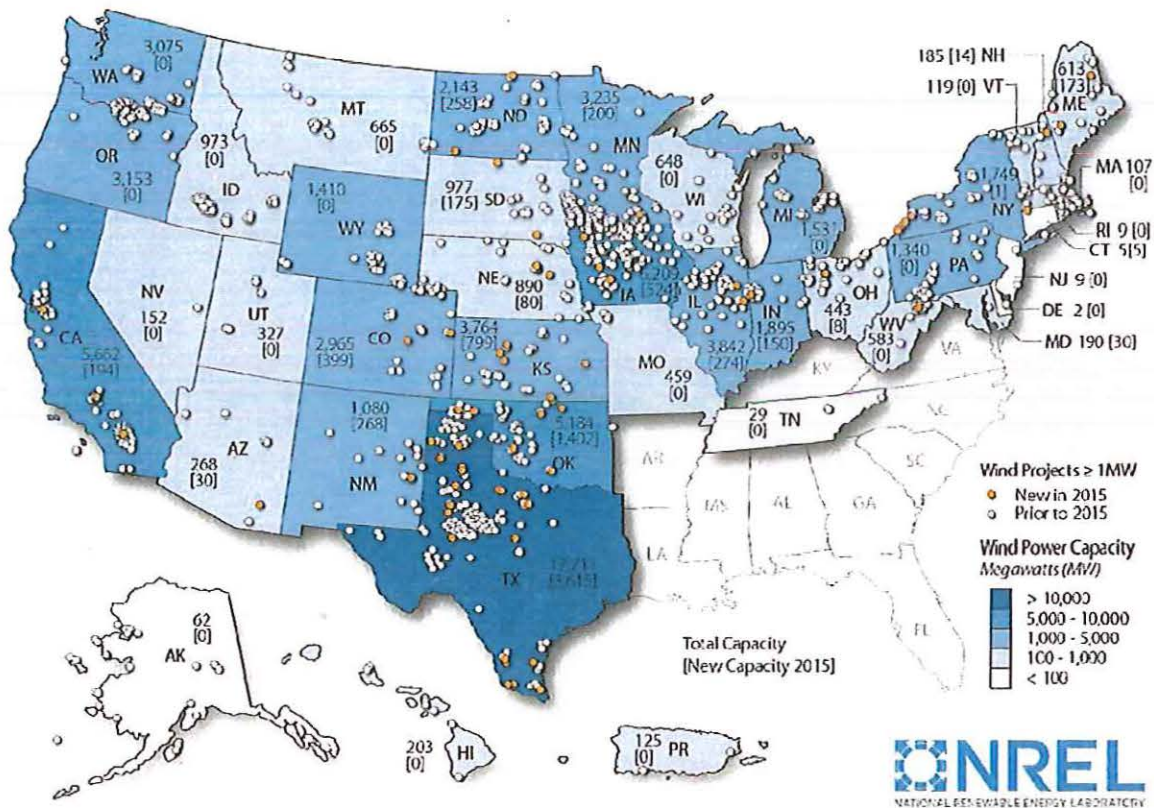 3,075
[0]
WA
3,153
[0]
OR
973
[0]
ID
MT
665
[0]
2,143
[258]
ND
3,235
[200]
MN
977
[175]
SD
648
[0]
WI
1,410
[0]
WY
MI
1,531
[0]
185 [14] NH
119 [0] VT
613
173]
ME
MA 107
[0]
1,749
NY
RI 9 [0]
CT 5[5]
NJ 9 [0]
DE 2 [0]
MD 190 [30]
1,340
[0]
PA
NE
890
[80]
IA
IL
3,842
[274]
IN
1,895
[150]
OH
443
[8]
WV
583
[0]
VA
KY
NV
152
[0]
UT
327
[0]
CA
5,662
[194]
CO
2,965
[399]
3,764
[799]
KS
MO
459
[0]
29
[0]
TN
NC
SC
AR
MS
AL
GA
LA
FL
AZ
268
[30]
1,080
[268]
NM
5,184
[1,402]
OK
TX
Wind Projects ≥ 1MW
New in 2015
Prior to 2015
Wind Power Capacity
Megawatts (MW)
> 10,000
5,000 - 10,000
1,000 - 5,000
100 - 1,000
< 100
Total Capacity
[New Capacity 2015]
62
[0]
AK
203
[0]
HI
125
[0]
PR
NREL
NATIONAL RENEWABLE ENERGY LABORATORY